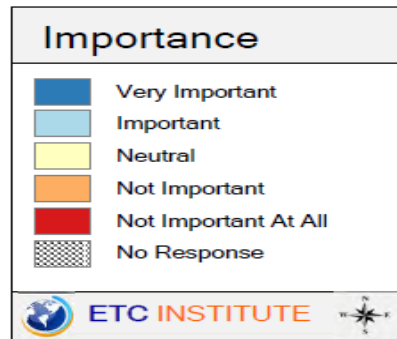 Importance
Very Important
Important
Neutral
Not Important
Not Important At All
No Response
ETC INSTITUTE
N
W E
S